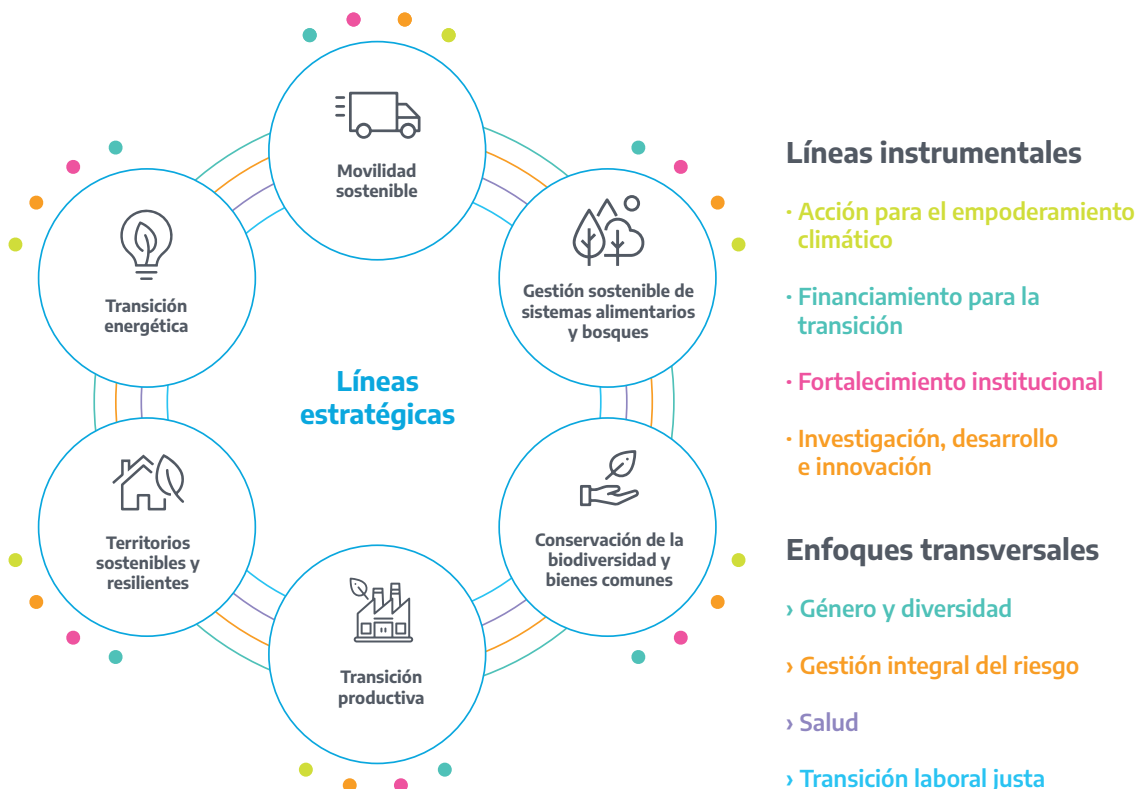 Movilidad
sostenible
Transición
energética
Gestión sostenible de
sistemas alimentarios
y bosques
Líneas
estratégicas
Territorios
sostenibles y
resilientes
Conservación de la
biodiversidad y
bienes comunes
Transición
productiva
Líneas instrumentales
· Acción para el empoderamiento
climático
· Financiamiento para la
transición
· Fortalecimiento institucional
· Investigación, desarrollo
e innovación
Enfoques transversales
› Género y diversidad
› Gestión integral del riesgo
› Salud
› Transición laboral justa